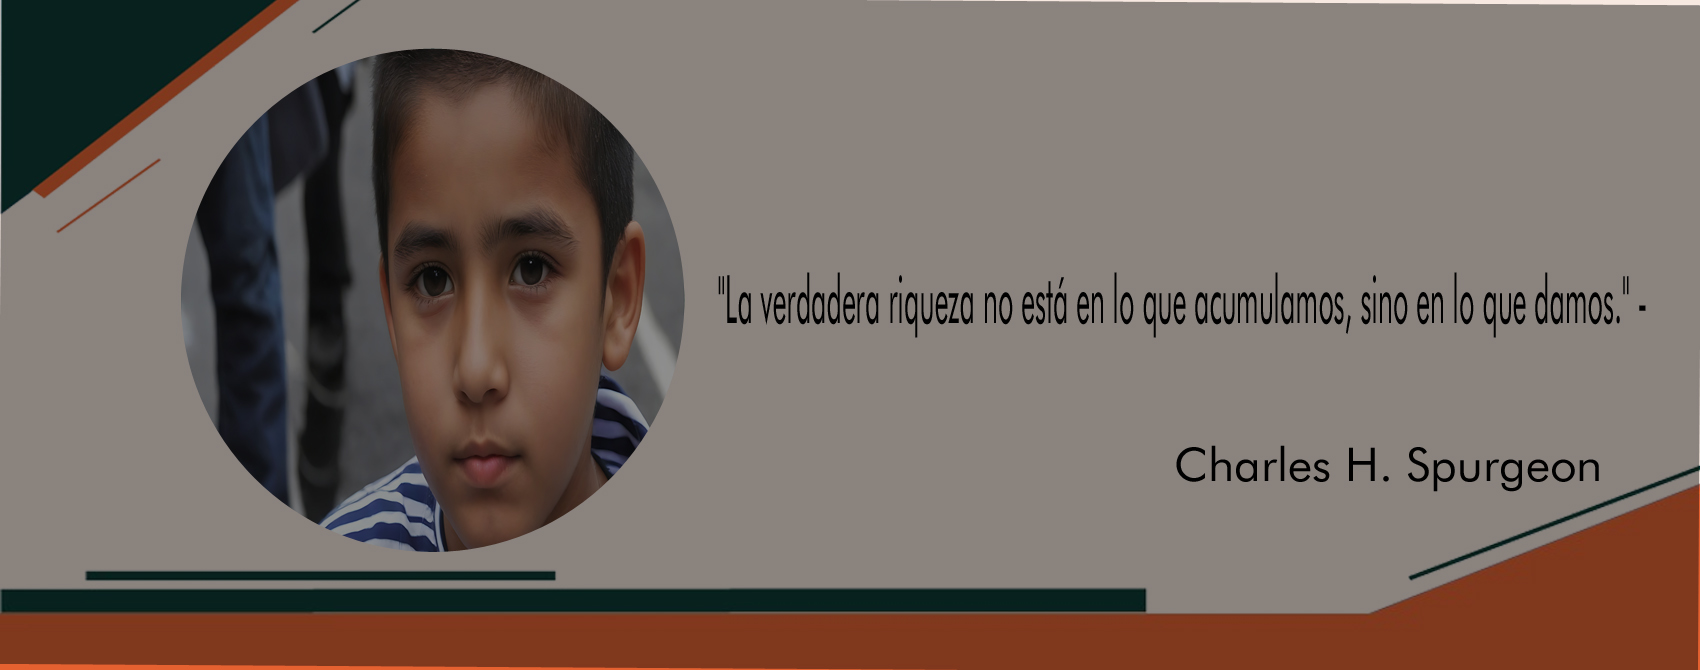 "La verdadera riqueza no está en lo que acumulamos, sino en lo que damos." -
Charles H. Spurgeon